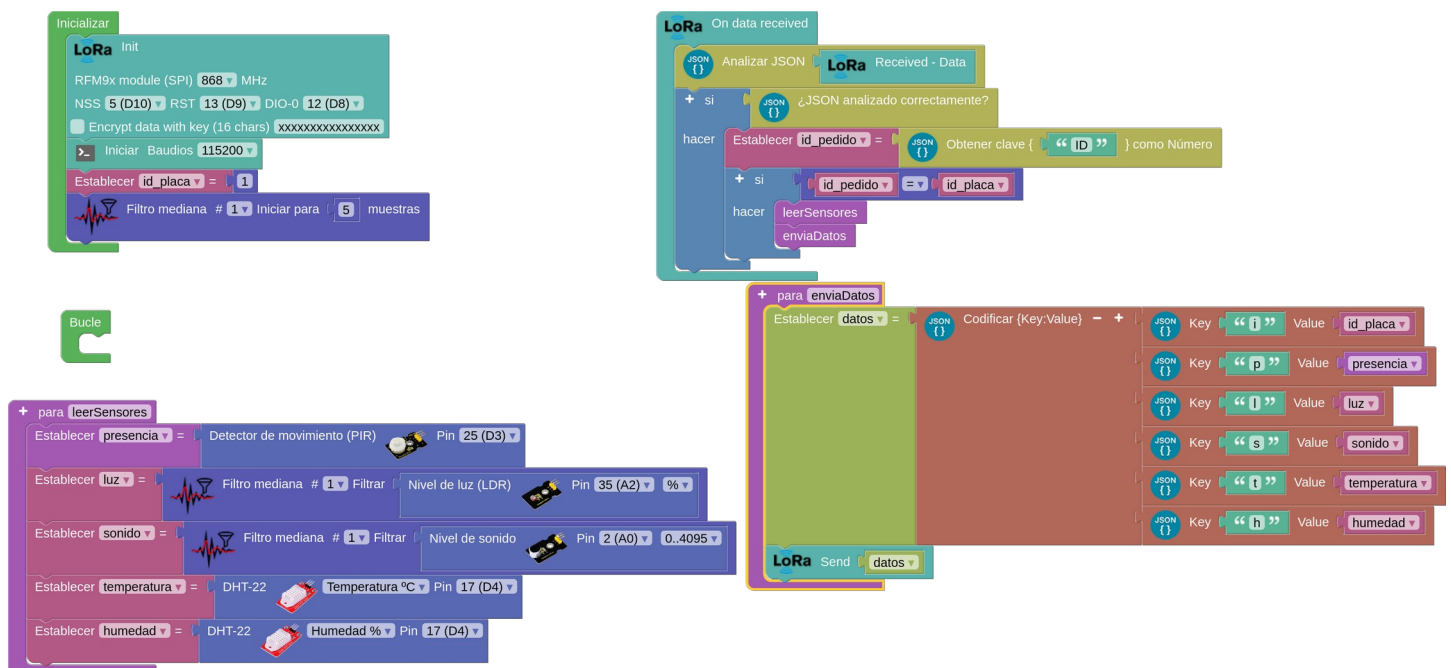 Inicializar
LoRa Init
RFM9x module (SPI) 868 MHz
NSS 5 (D10) RST 13 (D9) DIO-0 12 (D8)
Encrypt data with key (16 chars) xxxxxxxxxxxxxxxx
>_ Iniciar Baudios 115200
Establecer id_placa = 1
Filtro mediana # 1 Iniciar para 5 muestras
Bucle
+ para leerSensores
Establecer presencia = Detector de movimiento (PIR) Pin 25 (D3)
Establecer luz = Filtro mediana # 1 Filtrar Nivel de luz (LDR) Pin 35 (A2) %
Establecer sonido = Filtro mediana # 1 Filtrar Nivel de sonido Pin 2 (A0) 0..4095
Establecer temperatura = DHT-22 Temperatura ºC Pin 17 (D4)
Establecer humedad = DHT-22 Humedad % Pin 17 (D4)
LoRa On data received
JSON { } Analizar JSON LoRa Received - Data
+ si JSON { } ¿JSON analizado correctamente?
hacer Establecer id_pedido = JSON { } Obtener clave { “ ID ” } como Número
+ si id_pedido = id_placa
hacer leerSensores
enviaDatos
+ para enviaDatos
Establecer datos = JSON { } Codificar {Key:Value} − + JSON { } Key “ i ” Value id_placa
JSON { } Key “ p ” Value presencia
JSON { } Key “ l ” Value luz
JSON { } Key “ s ” Value sonido
JSON { } Key “ t ” Value temperatura
JSON { } Key “ h ” Value humedad
LoRa Send datos